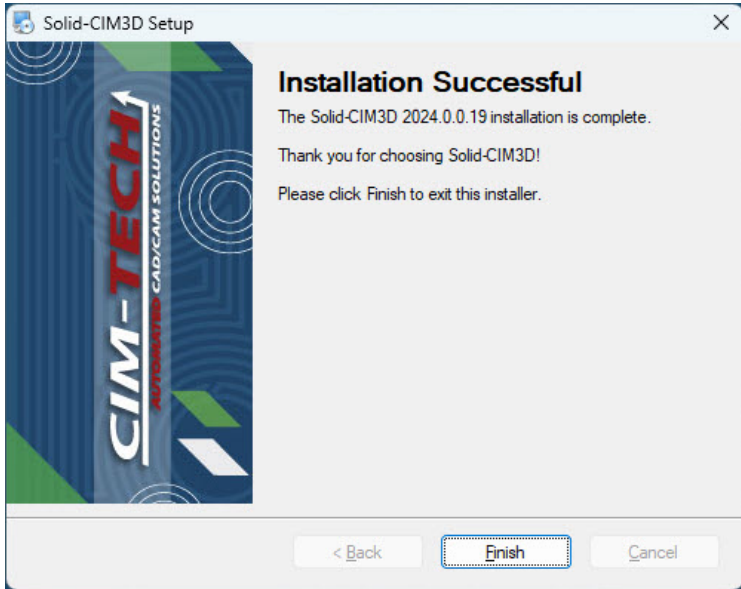 Solid-CIM3D Setup
Installation Successful
The Solid-CIM3D 2024.0.0.19 installation is complete.
Thank you for choosing Solid-CIM3D!
Please click Finish to exit this installer.
CIM-TECH
AUTOMATED CAD/CAM SOLUTIONS
< Back
Finish
Cancel